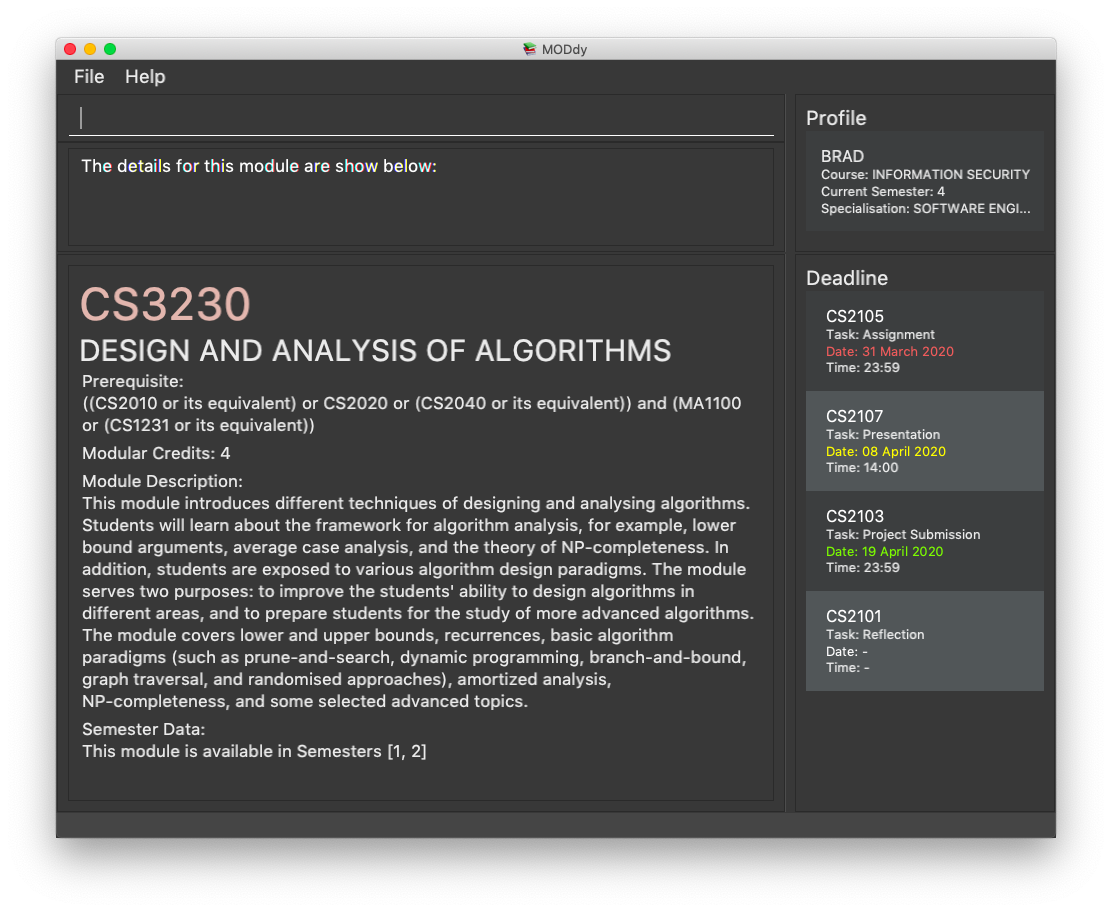 MODdy
File Help
The details for this module are show below:
CS3230
DESIGN AND ANALYSIS OF ALGORITHMS
Prerequisite:
((CS2010 or its equivalent) or CS2020 or (CS2040 or its equivalent)) and (MA1100
or (CS1231 or its equivalent))
Modular Credits: 4
Module Description:
This module introduces different techniques of designing and analysing algorithms.
Students will learn about the framework for algorithm analysis, for example, lower
bound arguments, average case analysis, and the theory of NP-completeness. In
addition, students are exposed to various algorithm design paradigms. The module
serves two purposes: to improve the students' ability to design algorithms in
different areas, and to prepare students for the study of more advanced algorithms.
The module covers lower and upper bounds, recurrences, basic algorithm
paradigms (such as prune-and-search, dynamic programming, branch-and-bound,
graph traversal, and randomised approaches), amortized analysis,
NP-completeness, and some selected advanced topics.
Semester Data:
This module is available in Semesters [1, 2]
Profile
BRAD
Course: INFORMATION SECURITY
Current Semester: 4
Specialisation: SOFTWARE ENGI...
Deadline
CS2105
Task: Assignment
Date: 31 March 2020
Time: 23:59
CS2107
Task: Presentation
Date: 08 April 2020
Time: 14:00
CS2103
Task: Project Submission
Date: 19 April 2020
Time: 23:59
CS2101
Task: Reflection
Date: -
Time: -